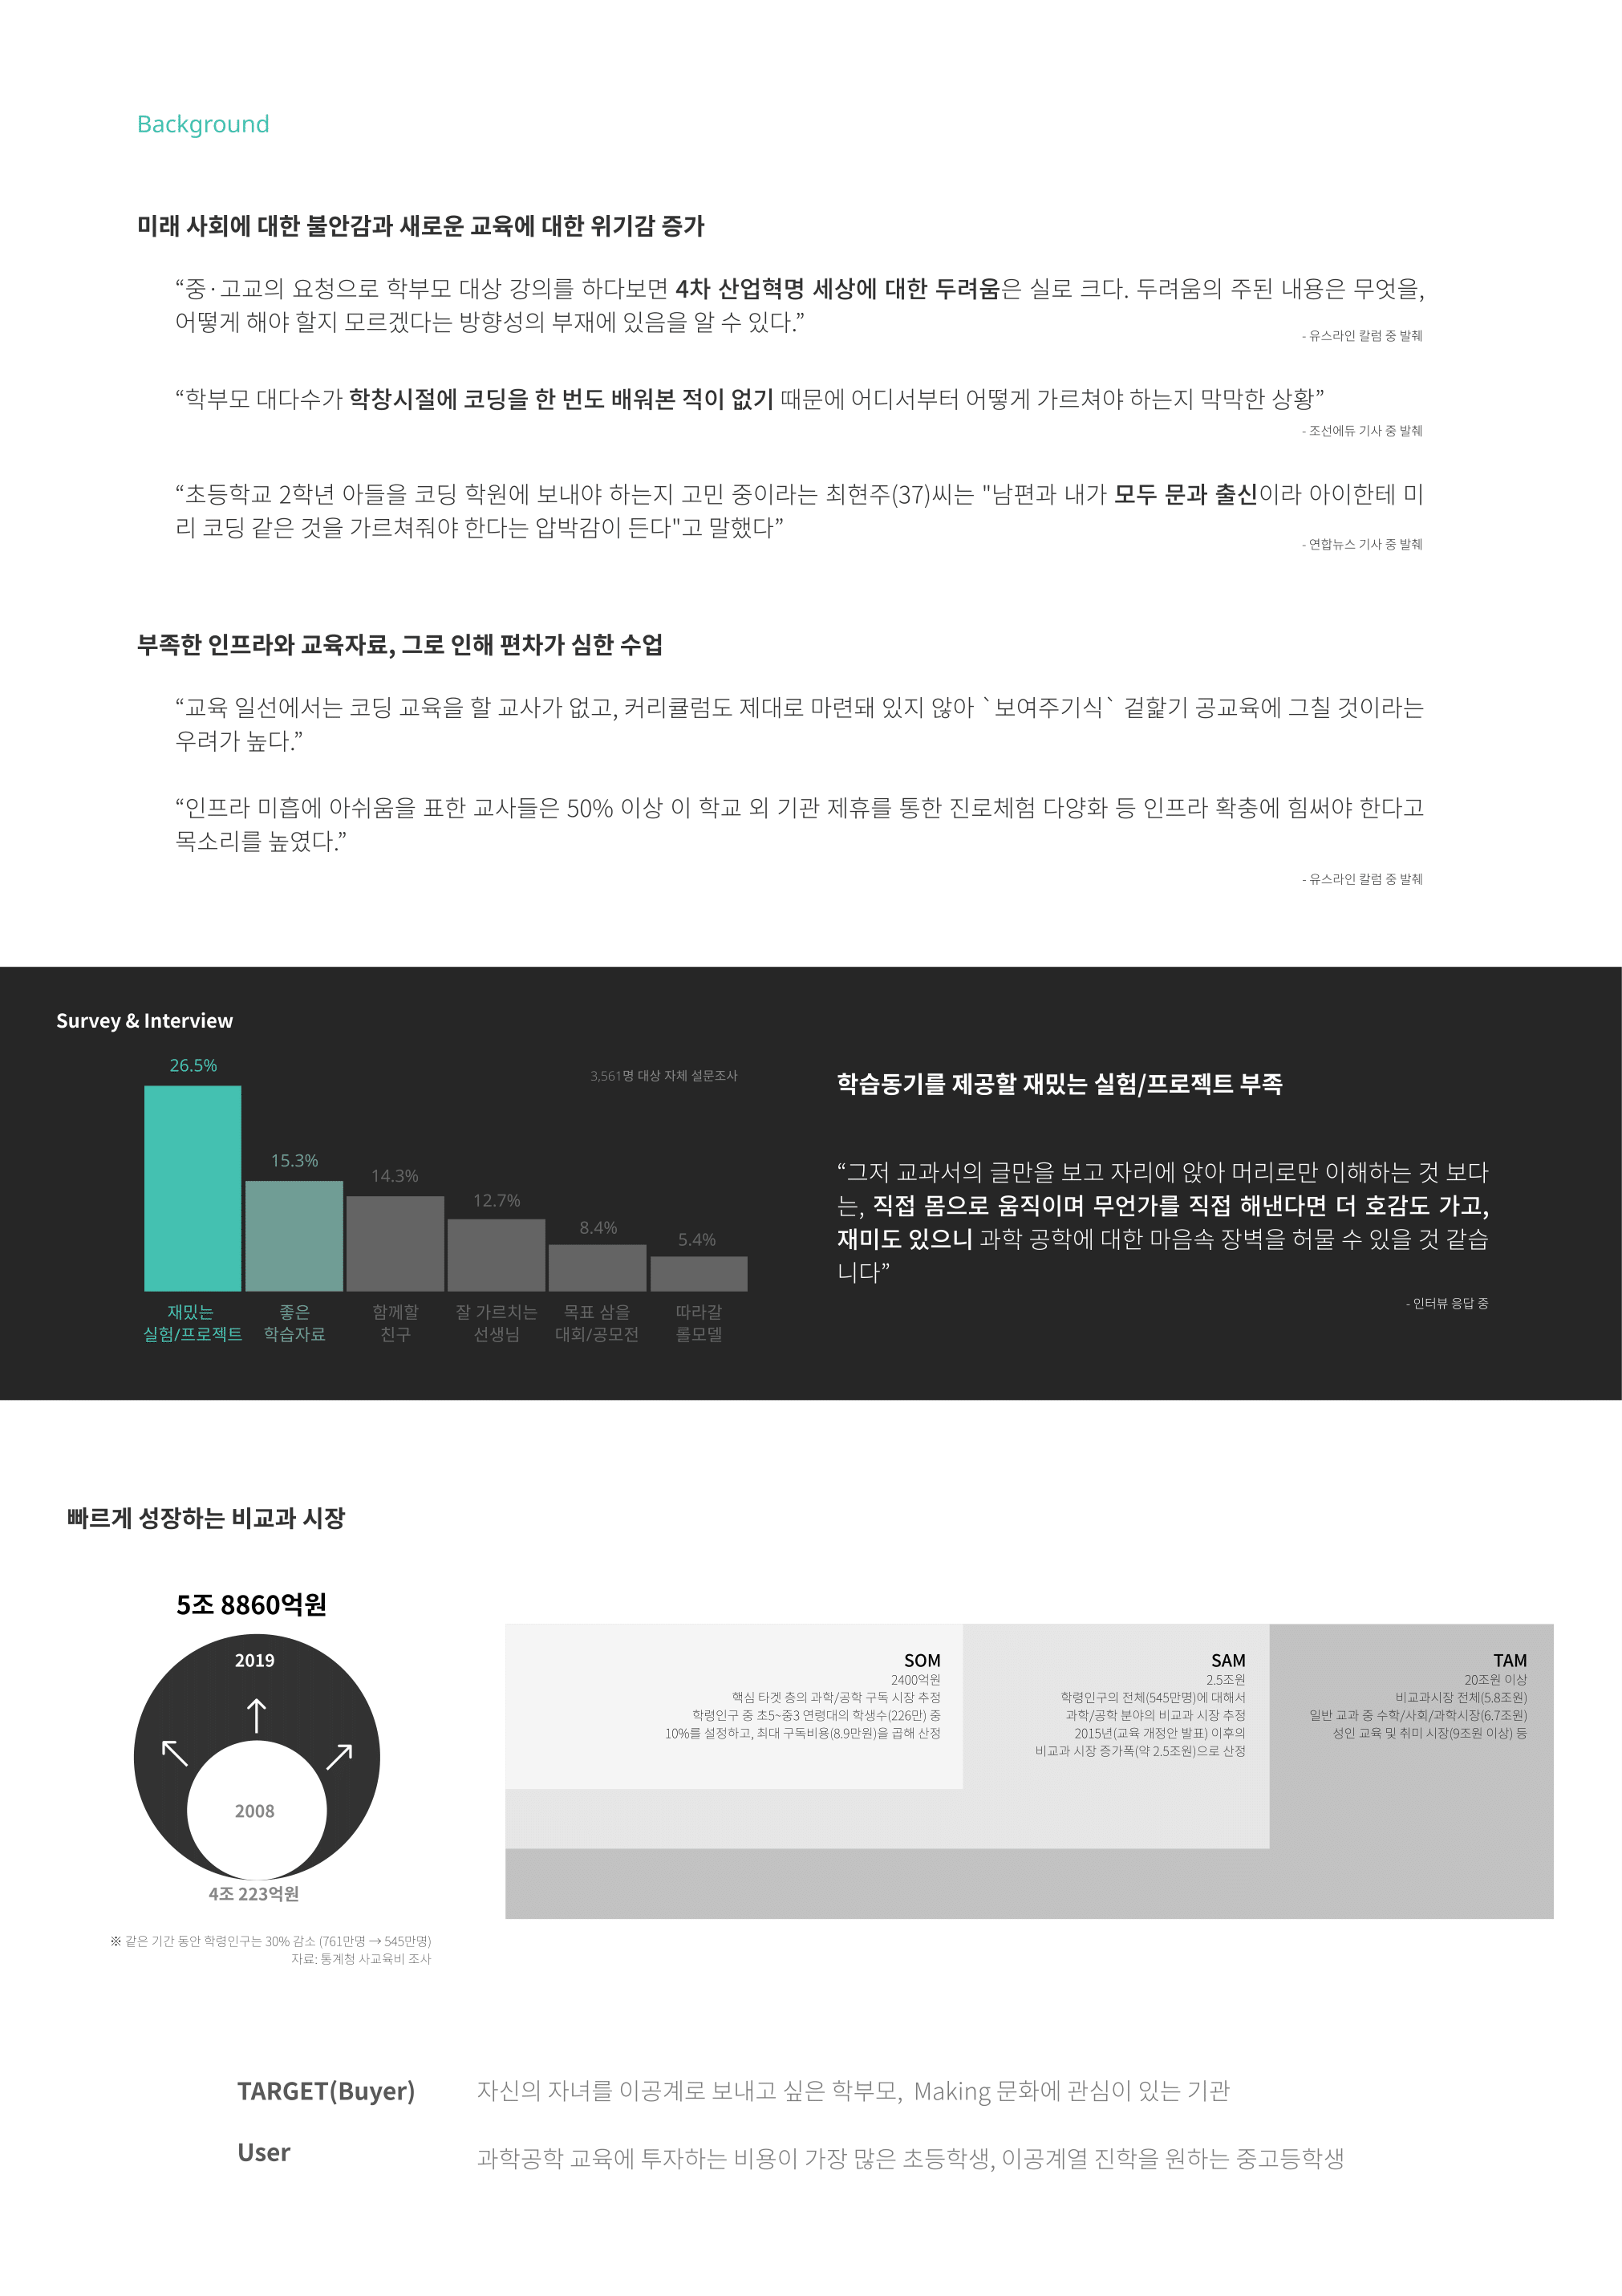 Background
미래 사회에 대한 불안감과 새로운 교육에 대한 위기감 증가
“중·고교의 요청으로 학부모 대상 강의를 하다보면 4차 산업혁명 세상에 대한 두려움은 실로 크다. 두려움의 주된 내용은 무엇을,
어떻게 해야 할지 모르겠다는 방향성의 부재에 있음을 알 수 있다.”
- 유스라인 칼럼 중 발췌
“학부모 대다수가 학창시절에 코딩을 한 번도 배워본 적이 없기 때문에 어디서부터 어떻게 가르쳐야 하는지 막막한 상황”
- 조선에듀 기사 중 발췌
“초등학교 2학년 아들을 코딩 학원에 보내야 하는지 고민 중이라는 최현주(37)씨는 "남편과 내가 모두 문과 출신이라 아이한테 미
리 코딩 같은 것을 가르쳐줘야 한다는 압박감이 든다"고 말했다”
- 연합뉴스 기사 중 발췌
부족한 인프라와 교육자료, 그로 인해 편차가 심한 수업
“교육 일선에서는 코딩 교육을 할 교사가 없고, 커리큘럼도 제대로 마련돼 있지 않아 `보여주기식` 겉핥기 공교육에 그칠 것이라는
우려가 높다.”
“인프라 미흡에 아쉬움을 표한 교사들은 50% 이상 이 학교 외 기관 제휴를 통한 진로체험 다양화 등 인프라 확충에 힘써야 한다고
목소리를 높였다.”
- 유스라인 칼럼 중 발췌
Survey & Interview
3,561명 대상 자체 설문조사
26.5%
15.3%
14.3%
12.7%
8.4%
5.4%
재밌는
실험/프로젝트
좋은
학습자료
함께할
친구
잘 가르치는
선생님
목표 삼을
대회/공모전
따라갈
롤모델
학습동기를 제공할 재밌는 실험/프로젝트 부족
“그저 교과서의 글만을 보고 자리에 앉아 머리로만 이해하는 것 보다
는, 직접 몸으로 움직이며 무언가를 직접 해낸다면 더 호감도 가고,
재미도 있으니 과학 공학에 대한 마음속 장벽을 허물 수 있을 것 같습
니다”
- 인터뷰 응답 중
빠르게 성장하는 비교과 시장
5조 8860억원
2019
2008
4조 223억원
※ 같은 기간 동안 학령인구는 30% 감소 (761만명 → 545만명)
자료: 통계청 사교육비 조사
SOM
2400억원
핵심 타겟 층의 과학/공학 구독 시장 추정
학령인구 중 초5~중3 연령대의 학생수(226만) 중
10%를 설정하고, 최대 구독비용(8.9만원)을 곱해 산정
SAM
2.5조원
학령인구의 전체(545만명)에 대해서
과학/공학 분야의 비교과 시장 추정
2015년(교육 개정안 발표) 이후의
비교과 시장 증가폭(약 2.5조원)으로 산정
TAM
20조원 이상
비교과시장 전체(5.8조원)
일반 교과 중 수학/사회/과학시장(6.7조원)
성인 교육 및 취미 시장(9조원 이상) 등
TARGET(Buyer)
자신의 자녀를 이공계로 보내고 싶은 학부모, Making 문화에 관심이 있는 기관
User
과학공학 교육에 투자하는 비용이 가장 많은 초등학생, 이공계열 진학을 원하는 중고등학생